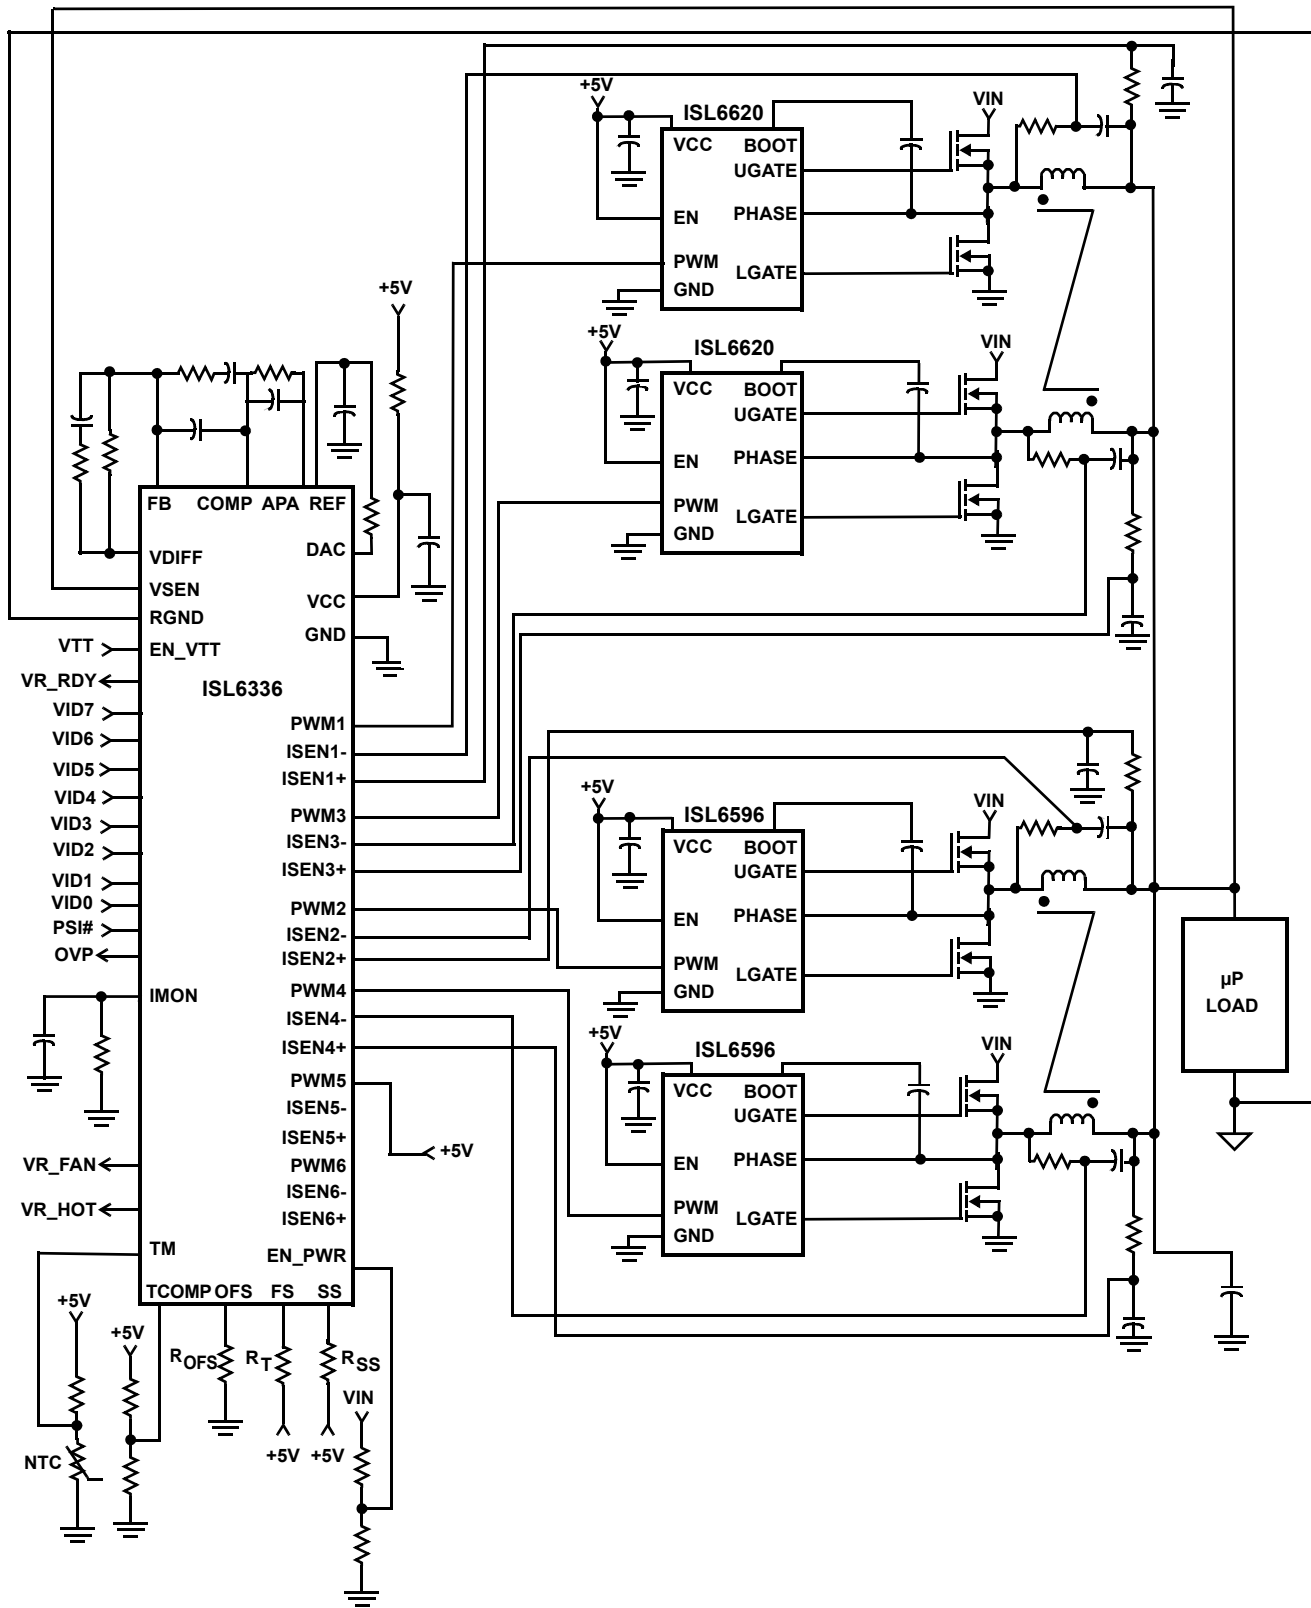 +5V
ISL6620
VIN
VCC
BOOT
UGATE
EN
PHASE
PWM
LGATE
GND
+5V
+5V
ISL6620
VIN
VCC
BOOT
UGATE
EN
PHASE
PWM
LGATE
GND
FB
COMP
APA
REF
VDIFF
DAC
VSEN
VCC
RGND
GND
VTT
EN_VTT
VR_RDY
ISL6336
VID7
PWM1
VID6
ISEN1-
VID5
ISEN1+
VID4
PWM3
VID3
ISEN3-
VID2
ISEN3+
VID1
VID0
PWM2
PSI#
ISEN2-
OVP
ISEN2+
IMON
PWM4
ISEN4-
ISEN4+
PWM5
ISEN5-
ISEN5+
+5V
VR_FAN
PWM6
ISEN6-
VR_HOT
ISEN6+
TM
EN_PWR
TCOMP
OFS
FS
SS
+5V
ISL6596
VIN
VCC
BOOT
UGATE
EN
PHASE
PWM
LGATE
GND
+5V
ISL6596
VIN
VCC
BOOT
UGATE
EN
PHASE
PWM
LGATE
GND
µP
LOAD
+5V
+5V
ROFS
RT
RSS
VIN
NTC
+5V
+5V